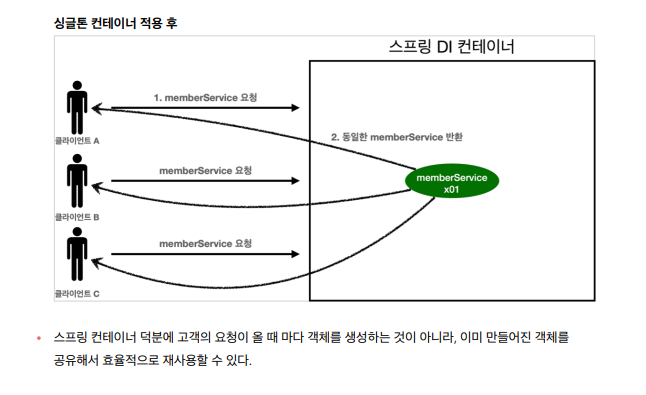 싱글톤 컨테이너 적용 후
스프링 DI 컨테이너
1. memberService 요청
클라이언트 A
2. 동일한 memberService 반환
memberService 요청
memberService
x01
클라이언트 B
memberService 요청
클라이언트 C
스프링 컨테이너 덕분에 고객의 요청이 올 때 마다 객체를 생성하는 것이 아니라, 이미 만들어진 객체를
공유해서 효율적으로 재사용할 수 있다.